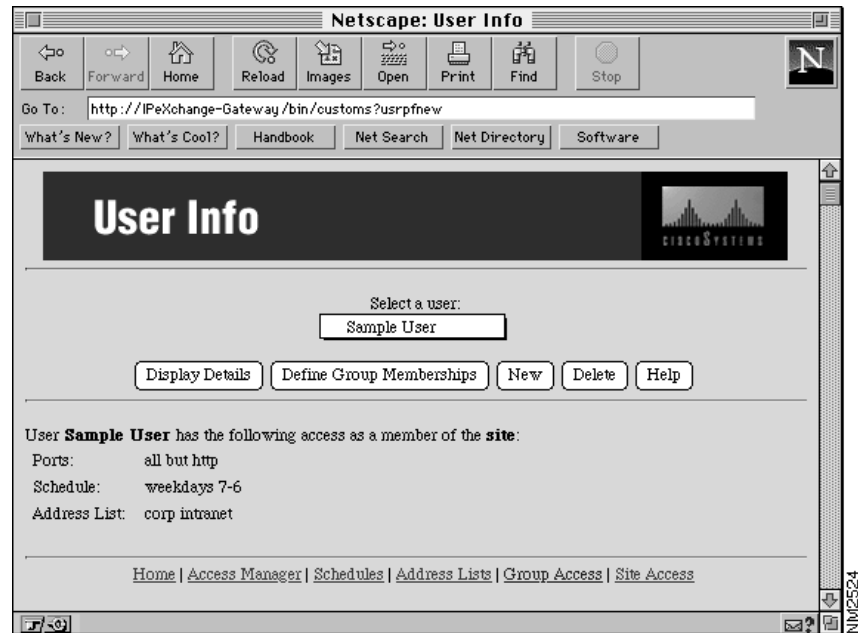 Netscape: User Info
Back Forward Home Reload Images Open Print Find Stop
N
Go To: http://IPeXchange-Gateway/bin/customs?usrpfnew
What's New? What's Cool? Handbook Net Search Net Directory Software
User Info
CISCO SYSTEMS
Select a user:
Sample User
Display Details Define Group Memberships New Delete Help
User Sample User has the following access as a member of the site:
Ports: all but http
Schedule: weekdays 7-6
Address List: corp intranet
Home | Access Manager | Schedules | Address Lists | Group Access | Site Access
?
NM2524